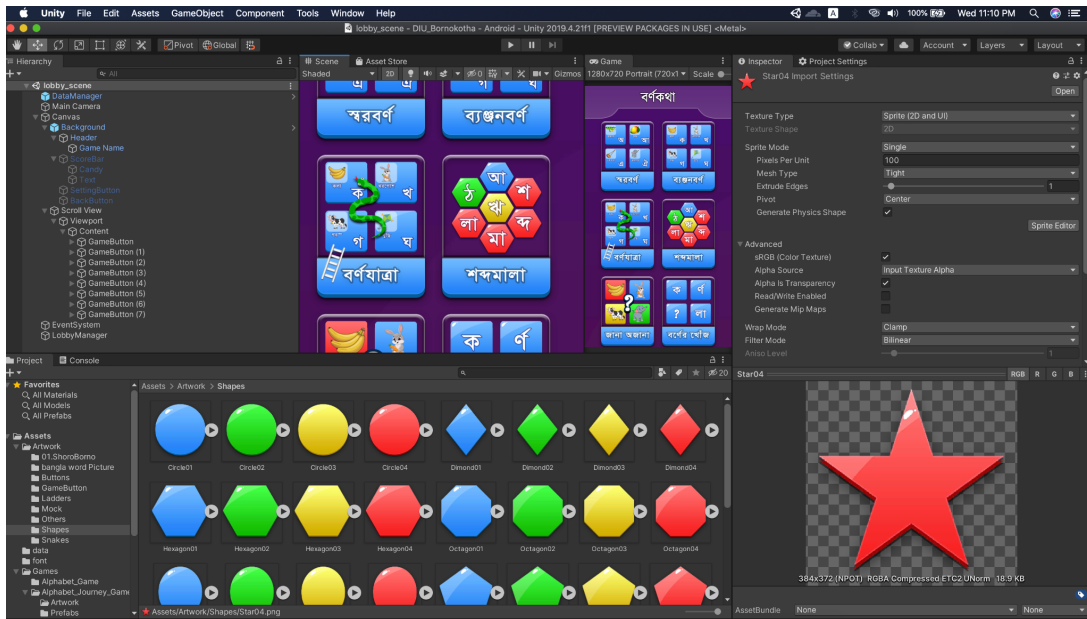 Unity File Edit Assets GameObject Component Tools Window Help A 100% Wed 11:10 PM
lobby_scene - DIU_Bornokotha - Android - Unity 2019.4.21f1 [PREVIEW PACKAGES IN USE] <Metal>
Pivot Global Collab Account Layers Layout
Hierarchy
All
lobby_scene
DataManager
Main Camera
Canvas
Background
Header
Game Name
ScoreBar
Candy
Text
SettingButton
BackButton
Scroll View
Viewport
Content
GameButton
GameButton (1)
GameButton (2)
GameButton (3)
GameButton (4)
GameButton (5)
GameButton (6)
GameButton (7)
EventSystem
LobbyManager
Scene Asset Store
Shaded 2D 0 Gizmos
স্বরবর্ণ ব্যঞ্জনবর্ণ
ক খ
গ ঘ
আ
ঠ শ
ঋ
লা ব্দ
মা
বর্ণযাত্রা শব্দমালা
ক র্ণ
Game
1280x720 Portrait (720x1 Scale
বর্ণকথা
স্বরবর্ণ ব্যঞ্জনবর্ণ
বর্ণযাত্রা শব্দমালা
ক র্ণ
? ? লা
জানা অজানা বর্ণের খোঁজ
Inspector Project Settings
Star04 Import Settings
Open
Texture Type Sprite (2D and UI)
Texture Shape 2D
Sprite Mode Single
Pixels Per Unit 100
Mesh Type Tight
Extrude Edges 1
Pivot Center
Generate Physics Shape
Sprite Editor
Advanced
sRGB (Color Texture)
Alpha Source Input Texture Alpha
Alpha Is Transparency
Read/Write Enabled
Generate Mip Maps
Wrap Mode Clamp
Filter Mode Bilinear
Aniso Level 1
Project Console
20
Favorites
All Materials
All Models
All Prefabs
Assets
Artwork
01.ShoroBorno
bangla word Picture
Buttons
GameButton
Ladders
Mock
Others
Shapes
Snakes
data
font
Games
Alphabet_Game
Alphabet_Journey_Game
Artwork
Prefabs
Assets > Artwork > Shapes
Circle01 Circle02 Circle03 Circle04 Dimond01 Dimond02 Dimond03 Dimond04
Hexagon01 Hexagon02 Hexagon03 Hexagon04 Octagon01 Octagon02 Octagon03 Octagon04
Assets/Artwork/Shapes/Star04.png
Star04 RGB R G B
384x372 (NPOT) RGBA Compressed ETC2 UNorm 18.9 KB
AssetBundle None None